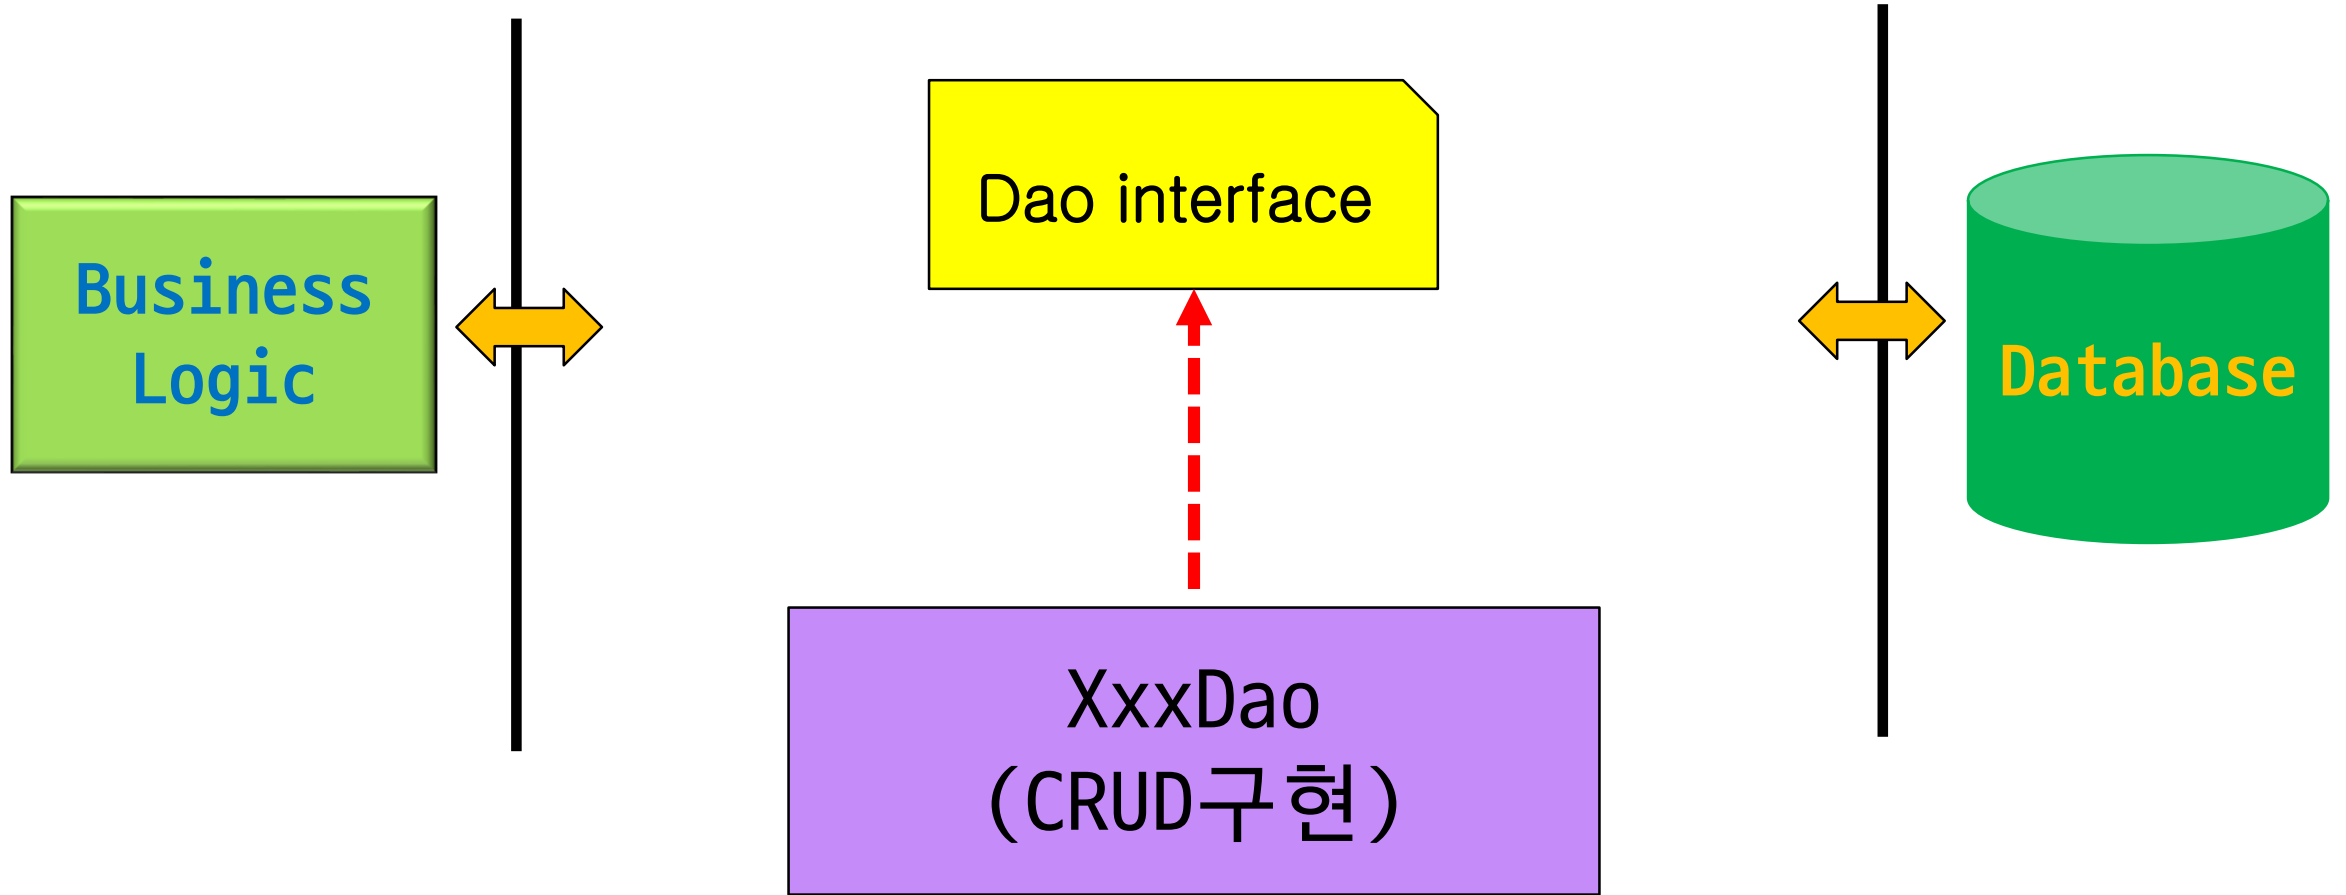 Dao interface
Business
Logic
Database
XxxDao
(CRUD구현)